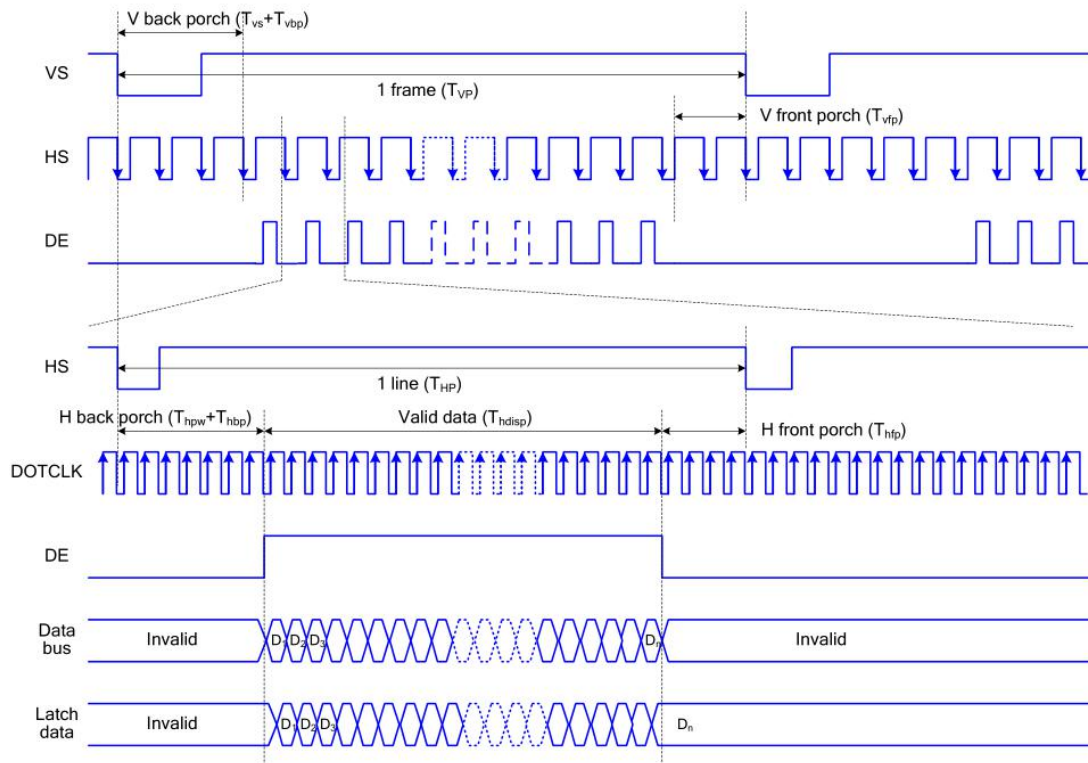 V back porch (Tvs+Tvbp)
VS
1 frame (TVP)
V front porch (Tvfp)
HS
DE
HS
1 line (THP)
H back porch (Thpw+Thbp)
Valid data (Thdisp)
H front porch (Thfp)
DOTCLK
DE
Data
bus
Invalid
D1 D2 D3
Dn
Invalid
Latch
data
Invalid
D1 D2 D3
Dn